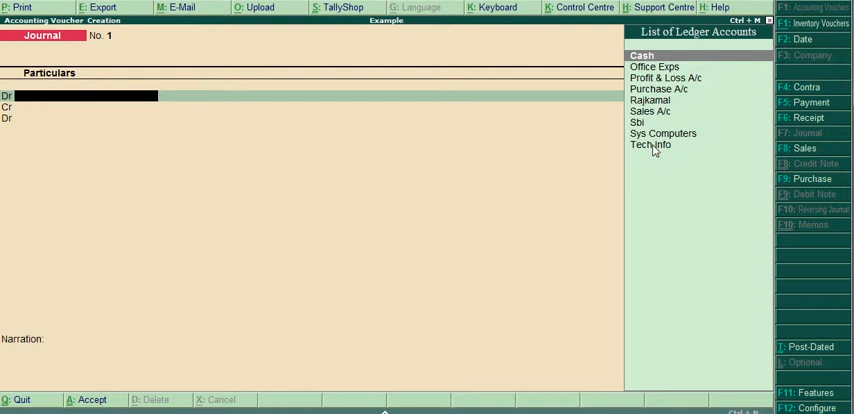 P: Print E: Export M: E-Mail O: Upload S: TallyShop G: Language K: Keyboard K: Control Centre H: Support Centre H: Help
Accounting Voucher Creation Example Ctrl + M
Journal No. 1
Particulars
Dr
Cr
Dr
Narration:
List of Ledger Accounts
Cash
Office Exps
Profit & Loss A/c
Purchase A/c
Rajkamal
Sales A/c
Sbi
Sys Computers
Tech Info
F1: Accounting Vouchers
F1: Inventory Vouchers
F2: Date
F3: Company
F4: Contra
F5: Payment
F6: Receipt
F7: Journal
F8: Sales
F8: Credit Note
F9: Purchase
F9: Debit Note
F10: Reversing Journal
F10: Memos
T: Post-Dated
L: Optional
F11: Features
F12: Configure
Q: Quit A: Accept D: Delete X: Cancel
Ctrl + N